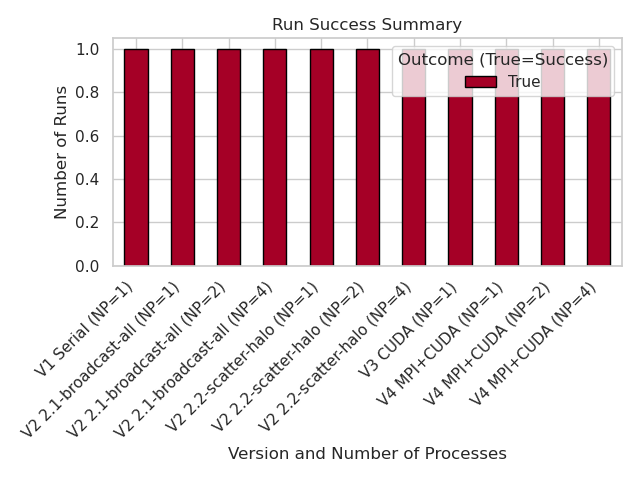 Run Success Summary
Number of Runs
1.0
0.8
0.6
0.4
0.2
0.0
Outcome (True=Success)
True
V1 Serial (NP=1)
V2 2.1-broadcast-all (NP=1)
V2 2.1-broadcast-all (NP=2)
V2 2.1-broadcast-all (NP=4)
V2 2.2-scatter-halo (NP=1)
V2 2.2-scatter-halo (NP=2)
V2 2.2-scatter-halo (NP=4)
V3 CUDA (NP=1)
V4 MPI+CUDA (NP=1)
V4 MPI+CUDA (NP=2)
V4 MPI+CUDA (NP=4)
Version and Number of Processes